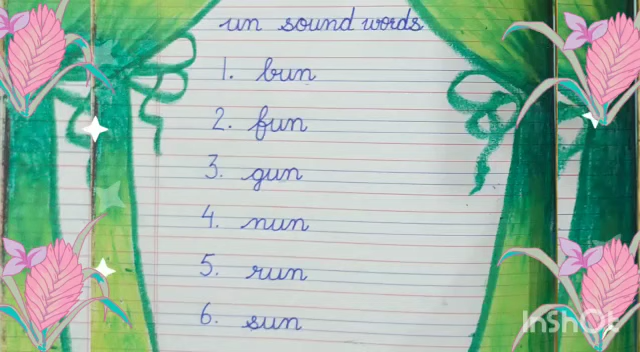 un sound words
1. bun
2. fun
3. gun
4. nun
5. run
6. sun
InShOt